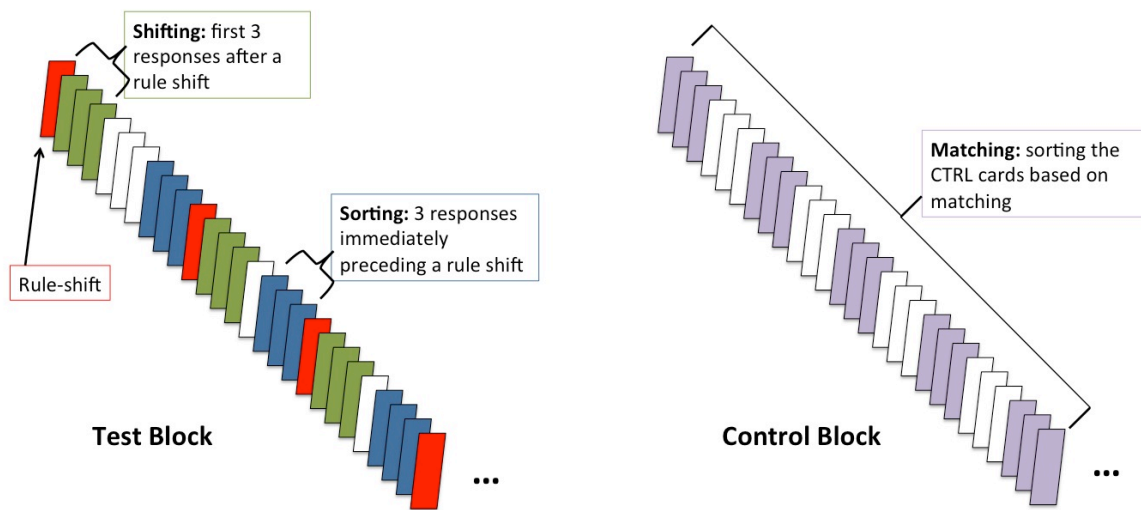 Shifting: first 3
responses after a
rule shift
Sorting: 3 responses
immediately
preceding a rule shift
Rule-shift
Test Block
...
Matching: sorting the
CTRL cards based on
matching
Control Block
...